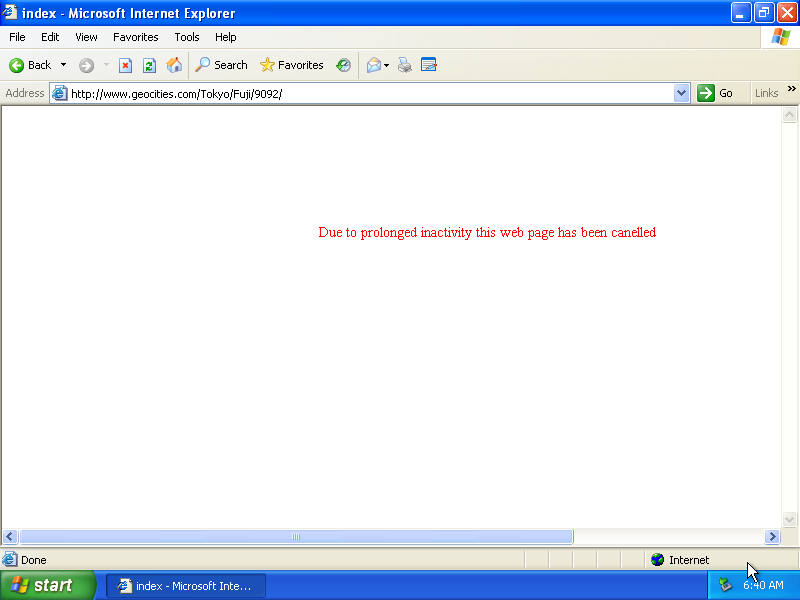 index - Microsoft Internet Explorer
File Edit View Favorites Tools Help
Back Search Favorites
Address http://www.geocities.com/Tokyo/Fuji/9092/ Go Links »
Due to prolonged inactivity this web page has been canelled
Done Internet
start index - Microsoft Inte... 6:40 AM